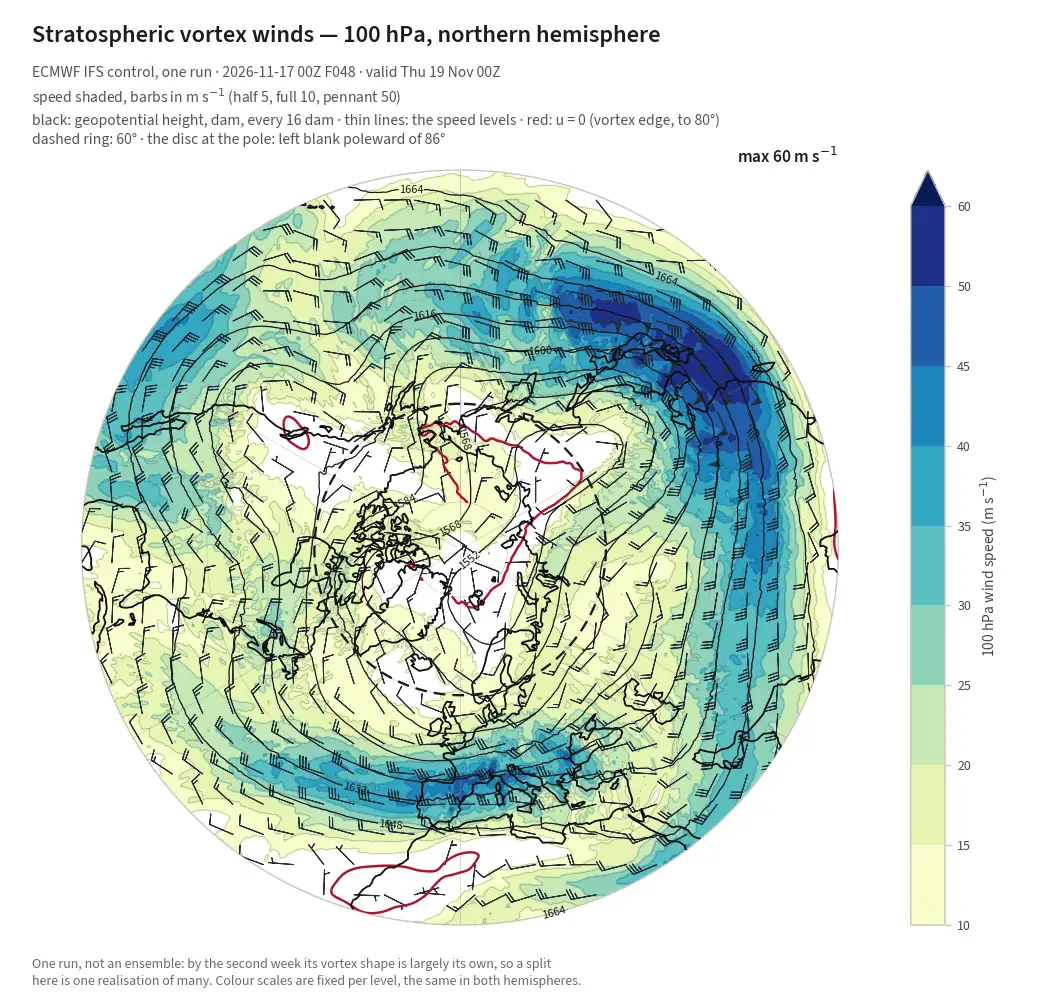 Stratospheric vortex winds — 100 hPa, northern hemisphere
ECMWF IFS control, one run · 2026-11-17 00Z F048 · valid Thu 19 Nov 00Z
speed shaded, barbs in m s⁻¹ (half 5, full 10, pennant 50)
black: geopotential height, dam, every 16 dam · thin lines: the speed levels · red: u = 0 (vortex edge, to 80°)
dashed ring: 60° · the disc at the pole: left blank poleward of 86°
max 60 m s⁻¹
1664
1664
1616
1600
1568
1584
1568
1552
1632
1648
1664
60
50
45
40
35
30
25
20
15
10
100 hPa wind speed (m s⁻¹)
One run, not an ensemble: by the second week its vortex shape is largely its own, so a split
here is one realisation of many. Colour scales are fixed per level, the same in both hemispheres.